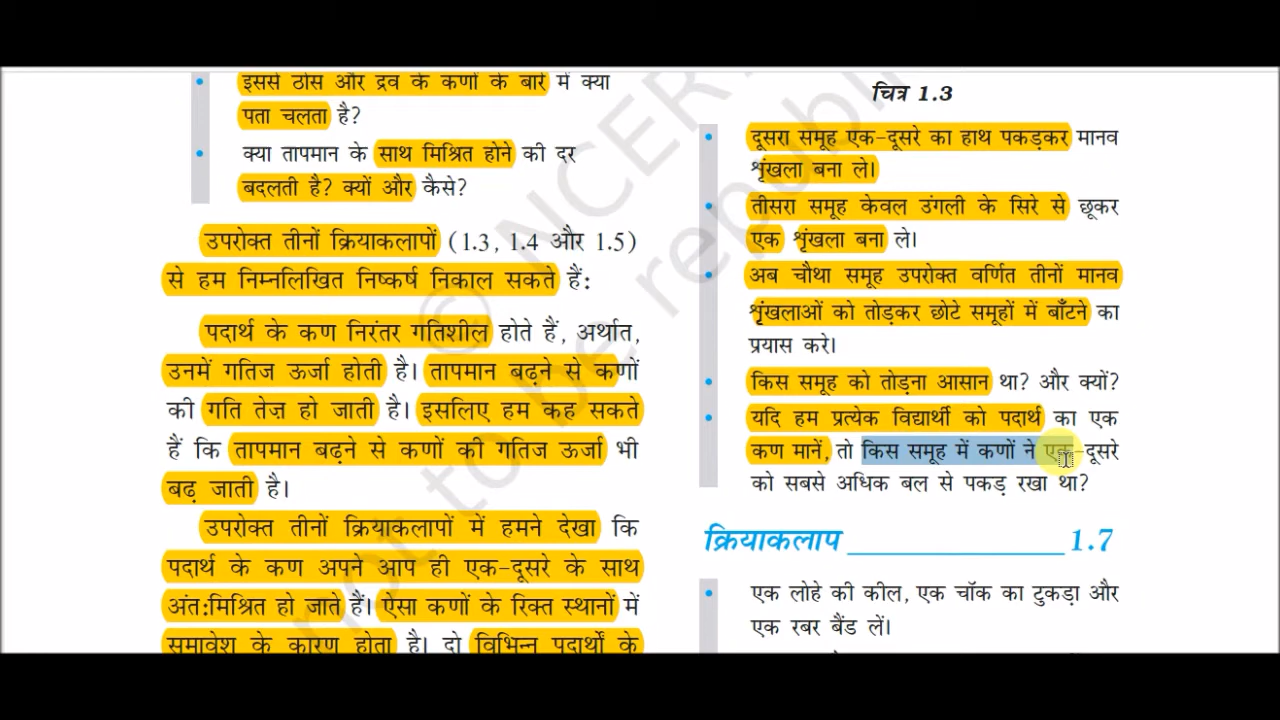 इससे ठोस और द्रव के कणों के बारे में क्या
पता चलता है?
• क्या तापमान के साथ मिश्रित होने की दर
बदलती है? क्यों और कैसे?
उपरोक्त तीनों क्रियाकलापों (1.3, 1.4 और 1.5)
से हम निम्नलिखित निष्कर्ष निकाल सकते हैं:
पदार्थ के कण निरंतर गतिशील होते हैं, अर्थात,
उनमें गतिज ऊर्जा होती है। तापमान बढ़ने से कणों
की गति तेज़ हो जाती है। इसलिए हम कह सकते
हैं कि तापमान बढ़ने से कणों की गतिज ऊर्जा भी
बढ़ जाती है।
उपरोक्त तीनों क्रियाकलापों में हमने देखा कि
पदार्थ के कण अपने आप ही एक-दूसरे के साथ
अंत:मिश्रित हो जाते हैं। ऐसा कणों के रिक्त स्थानों में
समावेश के कारण होता है। दो विभिन्न पदार्थों के
चित्र 1.3
• दूसरा समूह एक-दूसरे का हाथ पकड़कर मानव
शृंखला बना ले।
• तीसरा समूह केवल उंगली के सिरे से छूकर
एक शृंखला बना ले।
• अब चौथा समूह उपरोक्त वर्णित तीनों मानव
शृंखलाओं को तोड़कर छोटे समूहों में बाँटने का
प्रयास करे।
• किस समूह को तोड़ना आसान था? और क्यों?
• यदि हम प्रत्येक विद्यार्थी को पदार्थ का एक
कण मानें, तो किस समूह में कणों ने एक-दूसरे
को सबसे अधिक बल से पकड़ रखा था?
क्रियाकलाप ____________ 1.7
• एक लोहे की कील, एक चॉक का टुकड़ा और
एक रबर बैंड लें।
© NCER
not to be republi